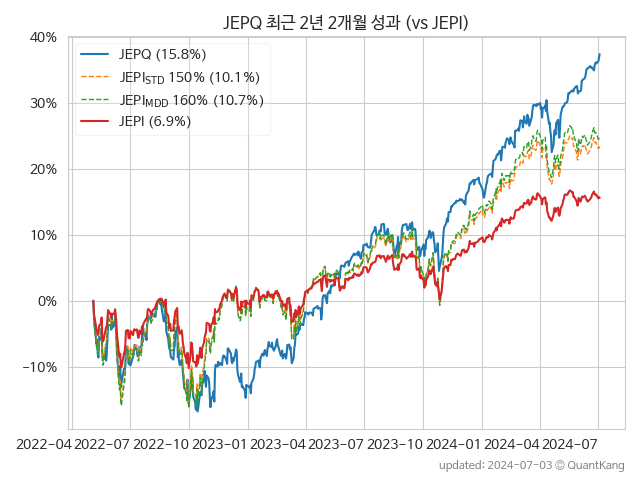 JEPQ 최근 2년 2개월 성과 (vs JEPI)
40%
30%
20%
10%
0%
−10%
JEPQ (15.8%)
JEPI_STD 150% (10.1%)
JEPI_MDD 160% (10.7%)
JEPI (6.9%)
2022-04 2022-07 2022-10 2023-01 2023-04 2023-07 2023-10 2024-01 2024-04 2024-07
updated: 2024-07-03 © QuantKang